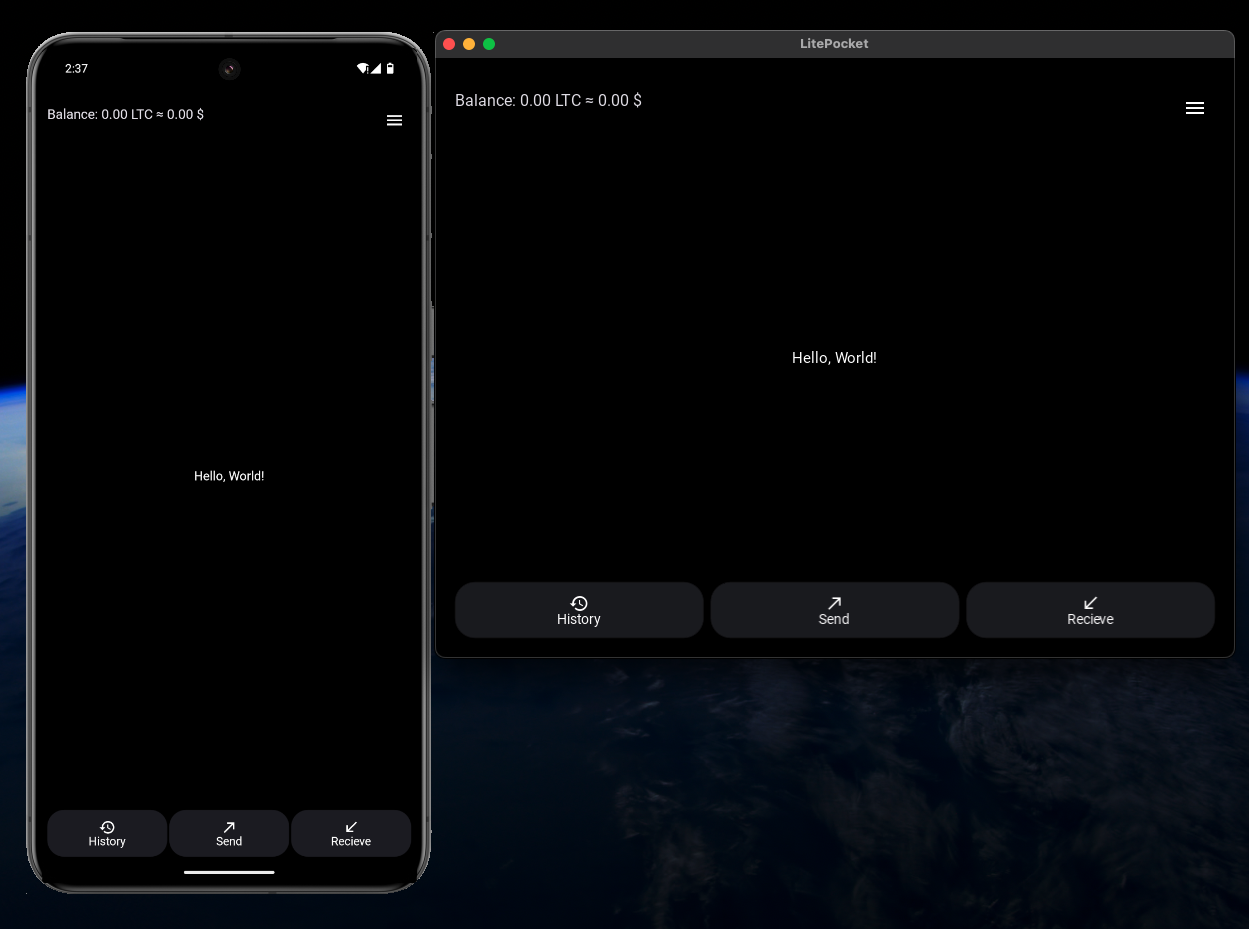 2:37
Balance: 0.00 LTC ≈ 0.00 $
Hello, World!
History
Send
Recieve
LitePocket
Balance: 0.00 LTC ≈ 0.00 $
Hello, World!
History
Send
Recieve